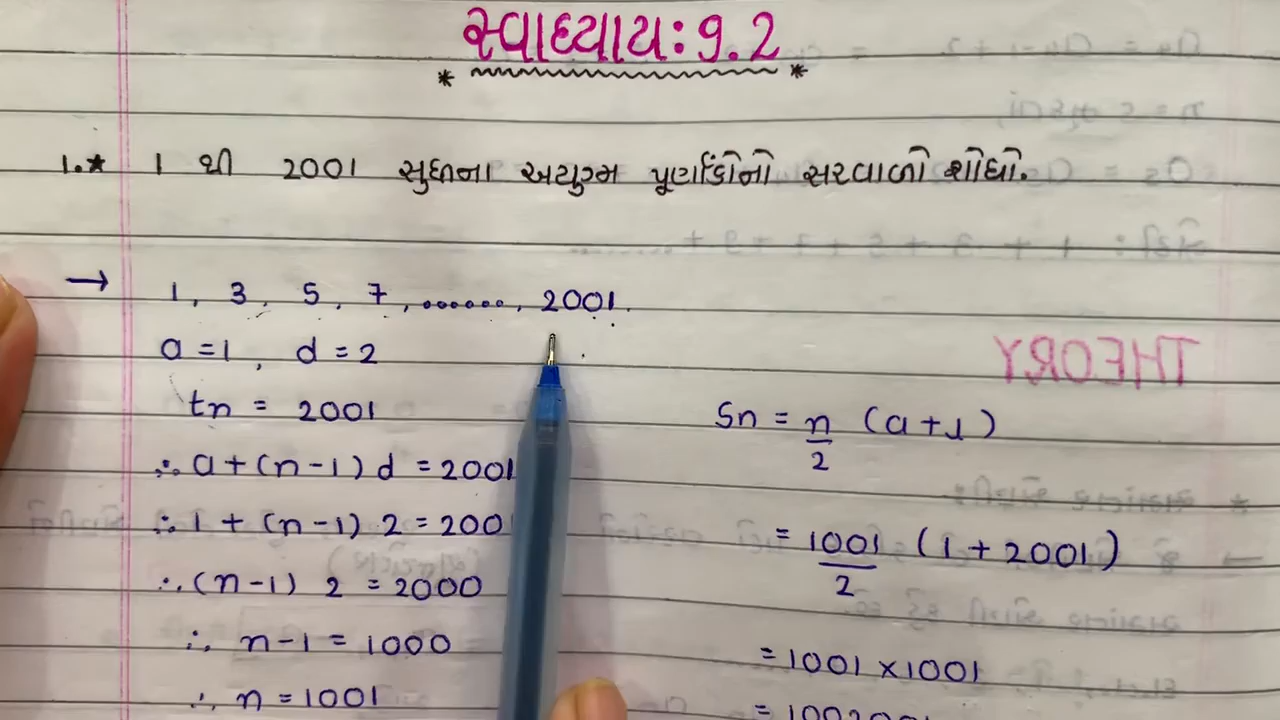 સ્વાધ્યાય: 9.2
1.* 1 થી 2001 સુધીના અયુગ્મ પૂર્ણાંકોનો સરવાળો શોધો.
→ 1, 3, 5, 7, ......, 2001.
a = 1, d = 2
tn = 2001
∴ a + (n - 1) d = 2001
∴ 1 + (n - 1) 2 = 200
∴ (n - 1) 2 = 2000
∴ n - 1 = 1000
∴ n = 1001
THEORY
Sn = n/2 (a + l)
= 1001/2 (1 + 2001)
= 1001 × 1001